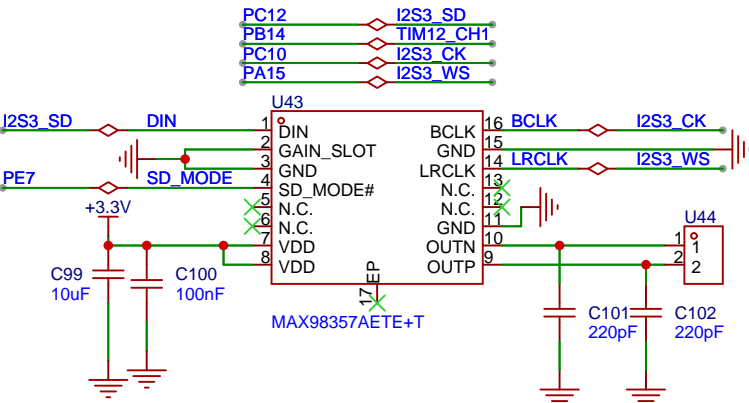 PC12 I2S3_SD
PB14 TIM12_CH1
PC10 I2S3_CK
PA15 I2S3_WS
U43
I2S3_SD DIN 1 DIN BCLK 16 BCLK I2S3_CK
2 GAIN_SLOT GND 15
3 GND LRCLK 14 LRCLK I2S3_WS
PE7 SD_MODE 4 SD_MODE# N.C. 13
+3.3V 5 N.C. N.C. 12
6 N.C. GND 11 U44
7 VDD OUTN 10 1 1
8 VDD OUTP 9 2 2
C99 C100 17 EP
10uF 100nF
MAX98357AETE+T
C101 C102
220pF 220pF